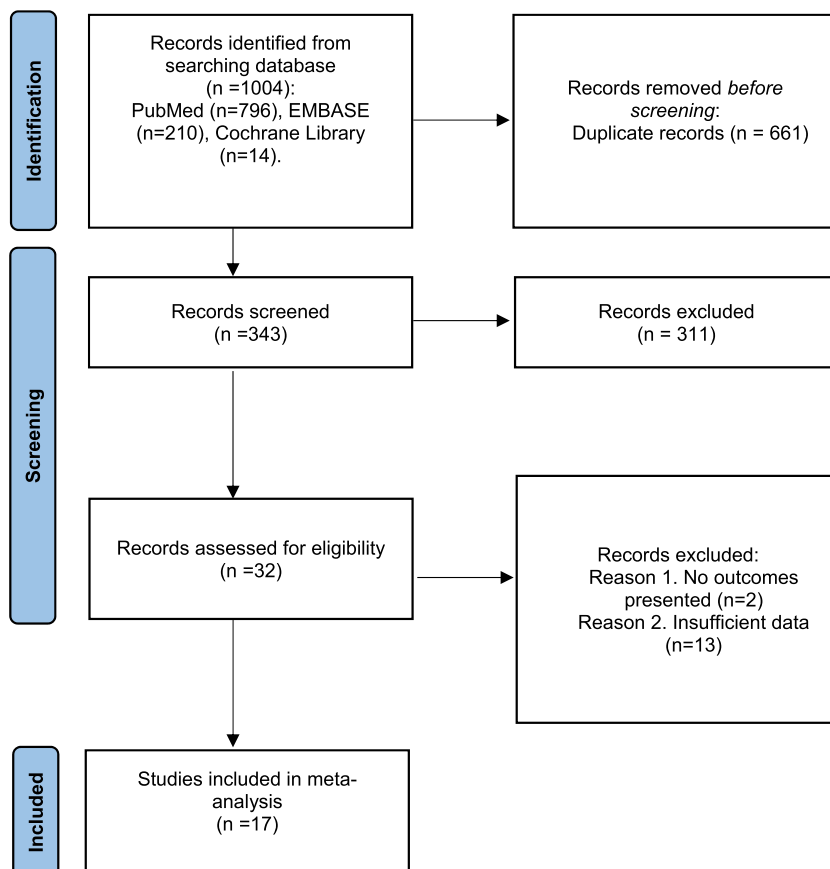 Identification
Records identified from
searching database
(n =1004):
PubMed (n=796), EMBASE
(n=210), Cochrane Library
(n=14).
Records removed before
screening:
Duplicate records (n = 661)
Screening
Records screened
(n =343)
Records excluded
(n = 311)
Records assessed for eligibility
(n =32)
Records excluded:
Reason 1. No outcomes
presented (n=2)
Reason 2. Insufficient data
(n=13)
Included
Studies included in meta-
analysis
(n =17)